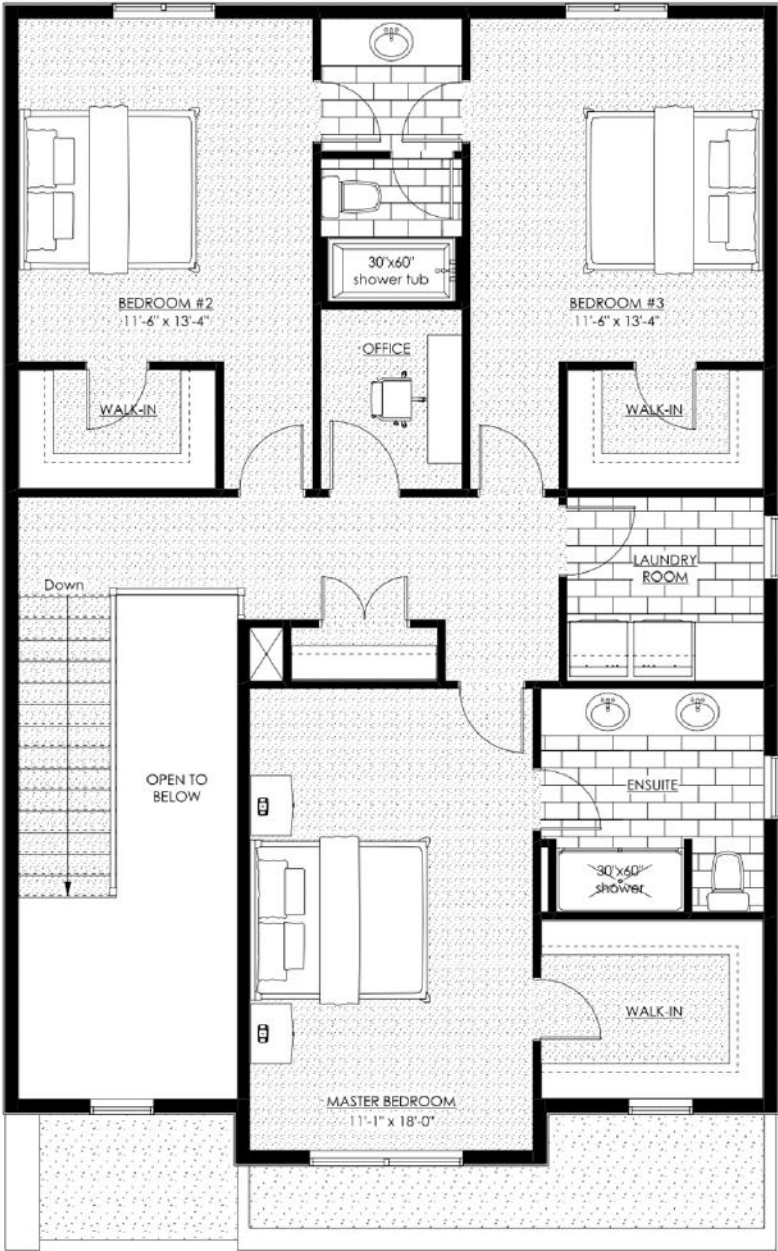 30"x60"
shower tub
BEDROOM #2
11'-6" x 13'-4"
BEDROOM #3
11'-6" x 13'-4"
OFFICE
WALK-IN
WALK-IN
LAUNDRY
ROOM
Down
OPEN TO
BELOW
ENSUITE
30"x60"
shower
WALK-IN
MASTER BEDROOM
11'-1" x 18'-0"